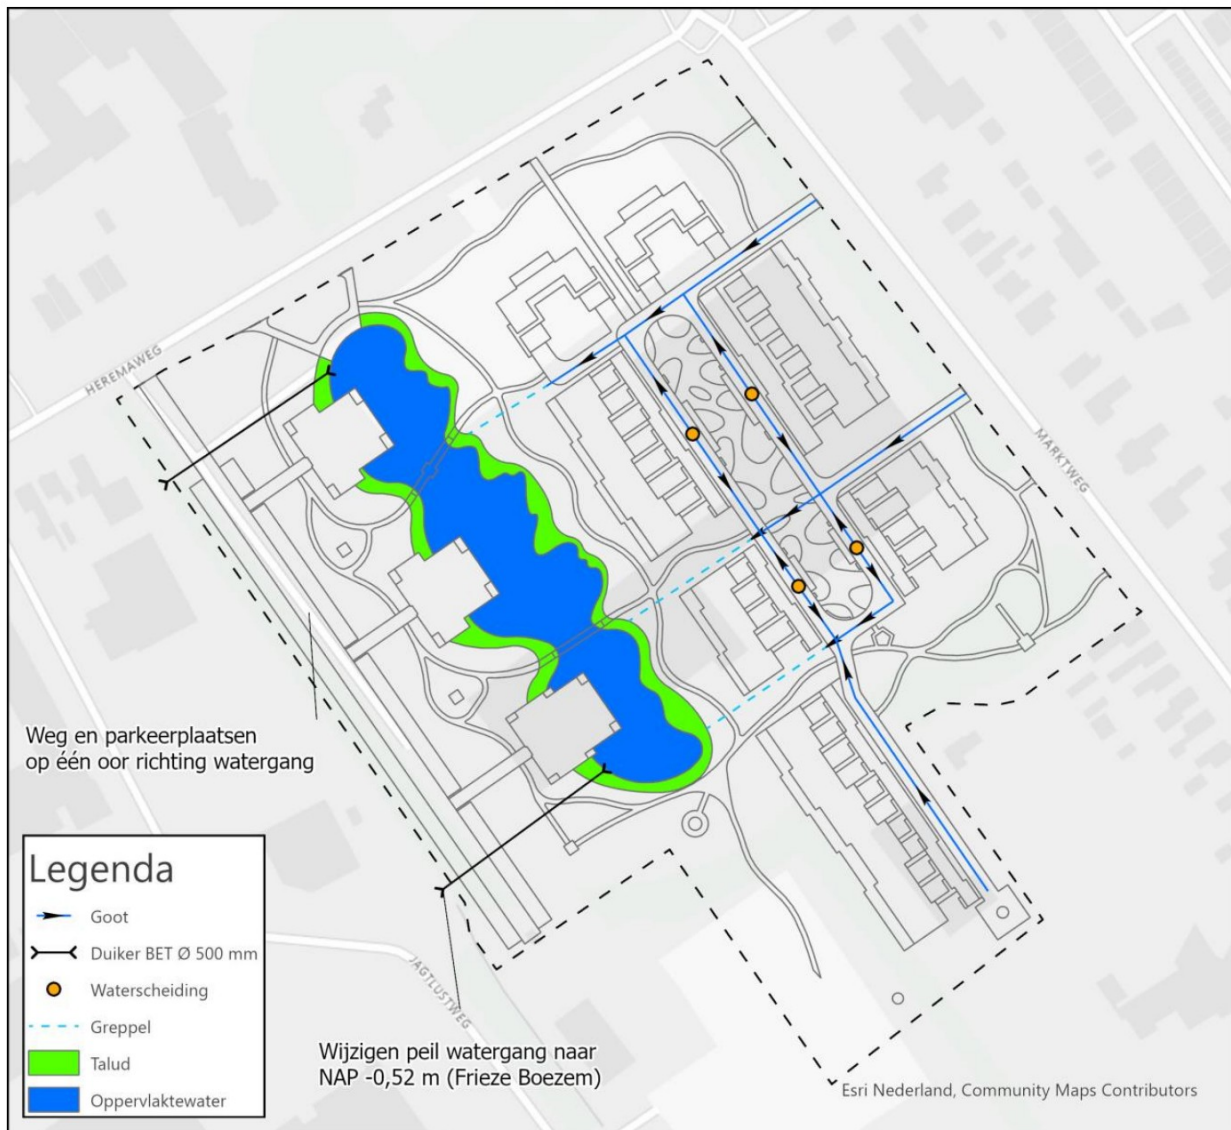 HEREMAWEG
MARKTWEG
Weg en parkeerplaatsen
op één oor richting watergang
Legenda
Goot
Duiker BET Ø 500 mm
Waterscheiding
Greppel
Talud
Oppervlaktewater
JAGTLUSTWEG
Wijzigen peil watergang naar
NAP -0,52 m (Frieze Boezem)
Esri Nederland, Community Maps Contributors